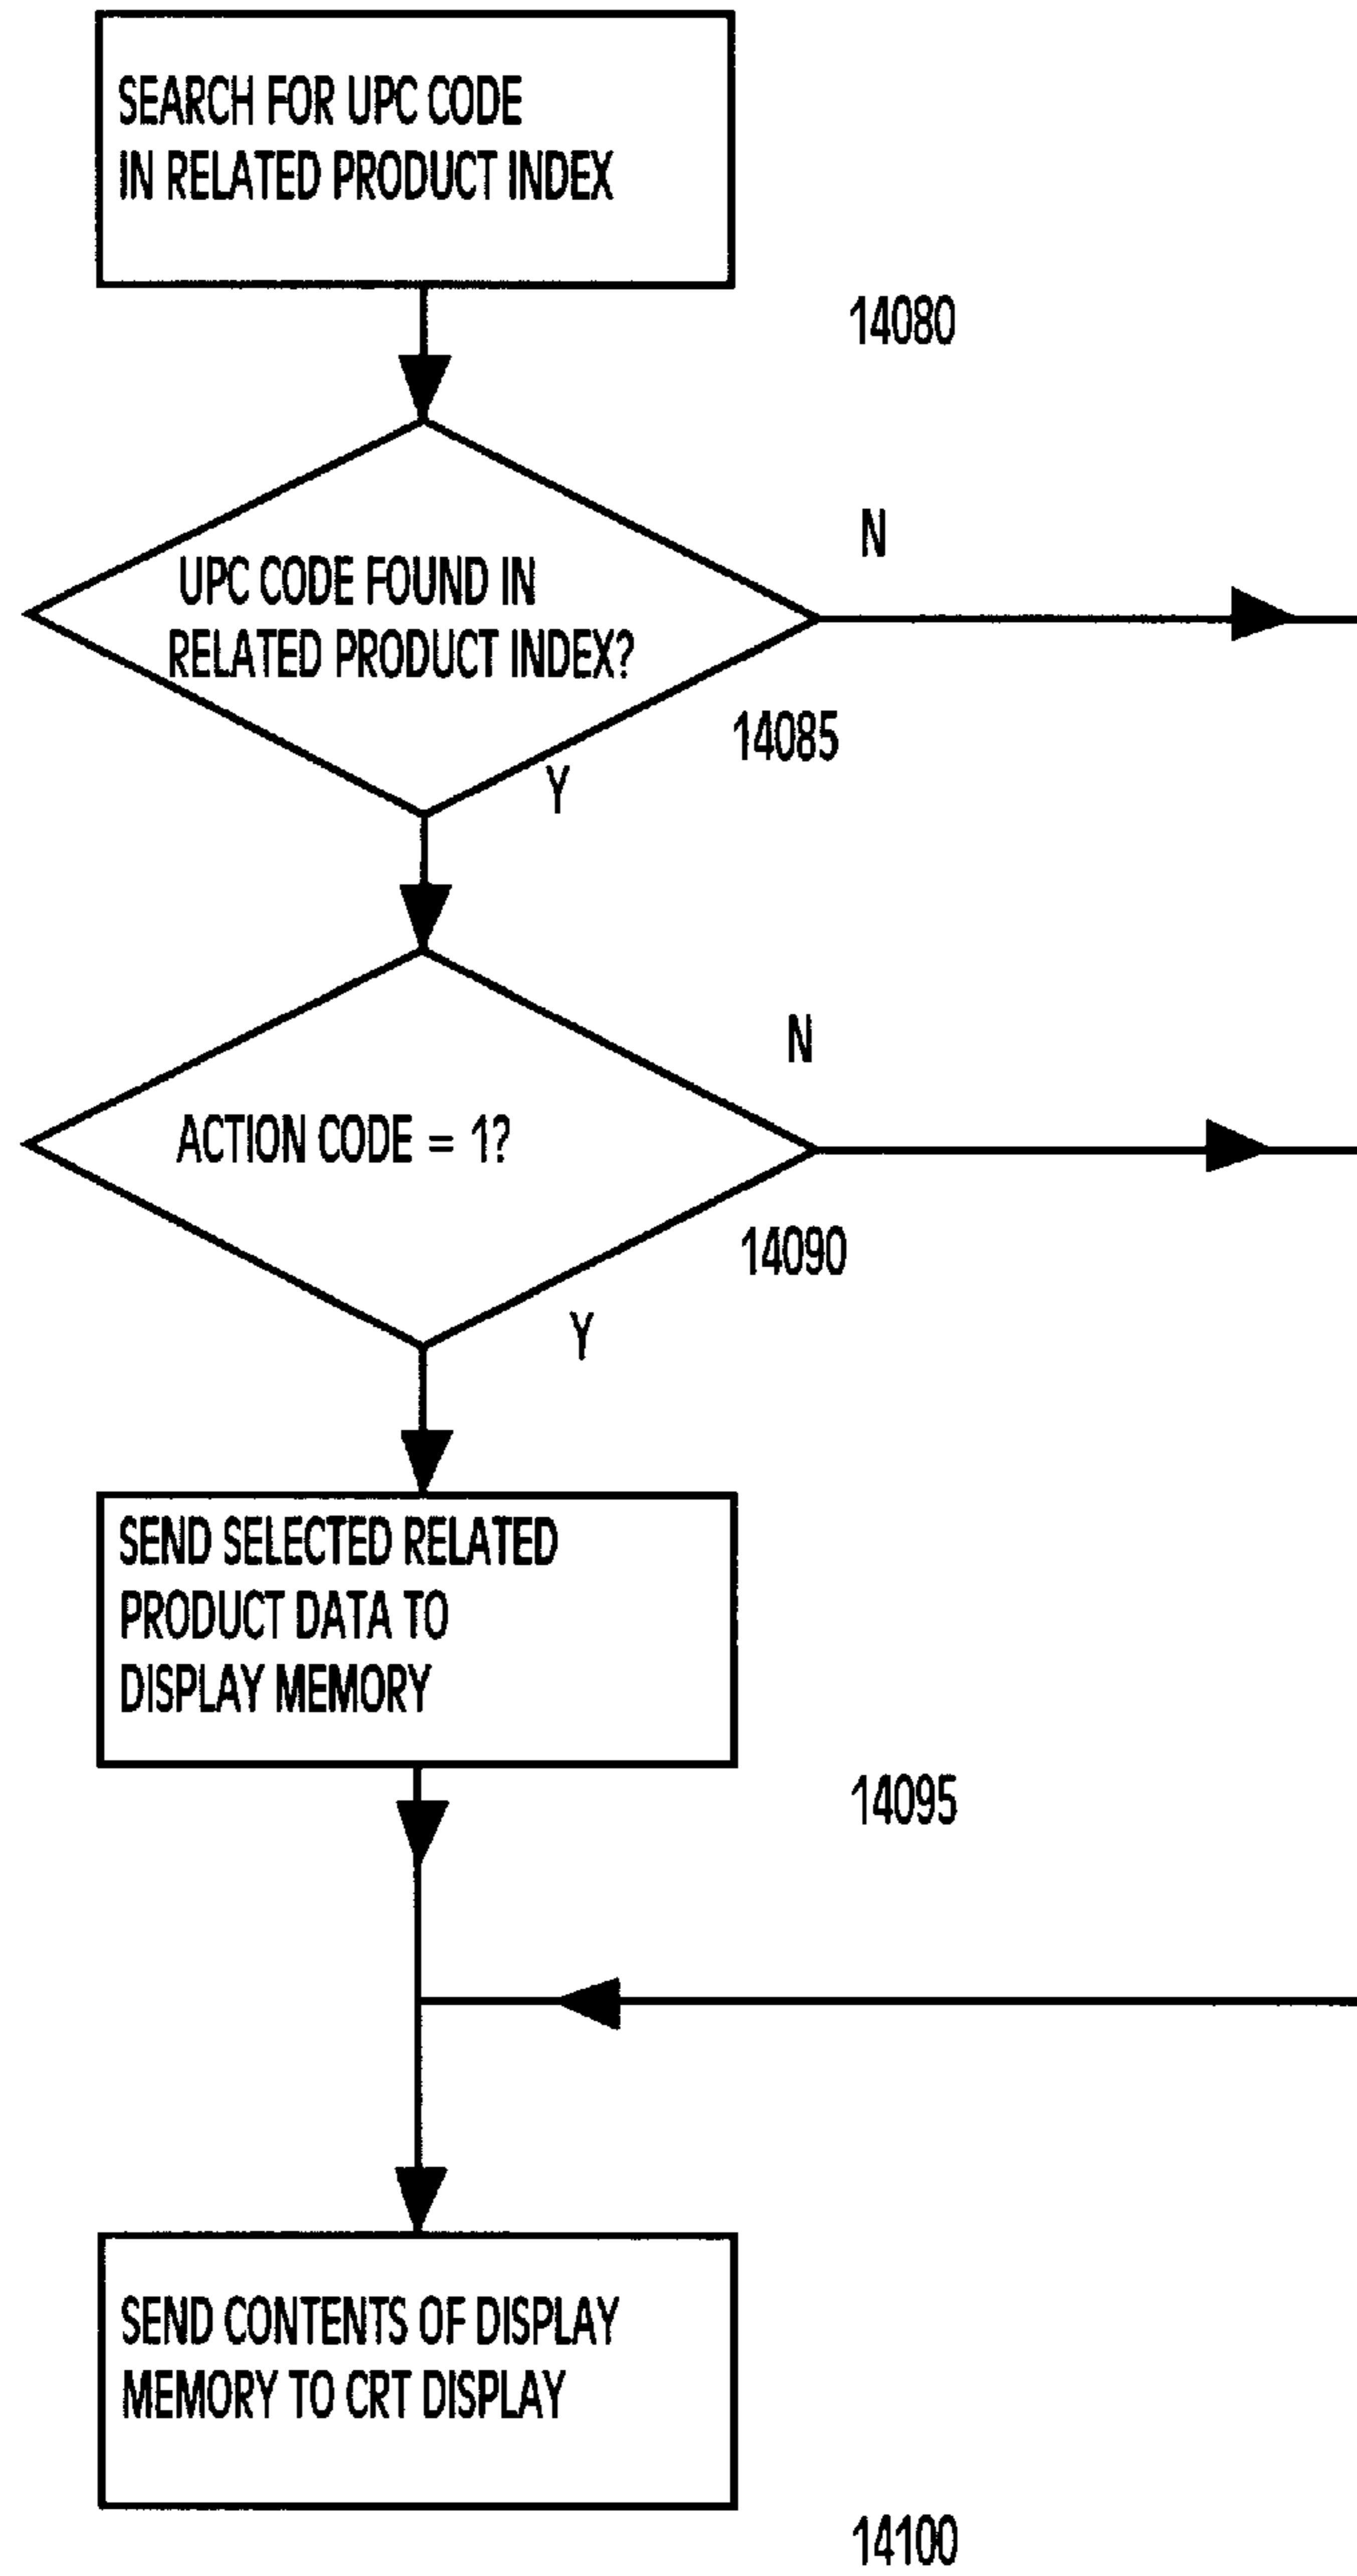 SEARCH FOR UPC CODE
IN RELATED PRODUCT INDEX
14080
N
UPC CODE FOUND IN
RELATED PRODUCT INDEX?
14085
Y
N
ACTION CODE = 1?
14090
Y
SEND SELECTED RELATED
PRODUCT DATA TO
DISPLAY MEMORY
14095
SEND CONTENTS OF DISPLAY
MEMORY TO CRT DISPLAY
14100